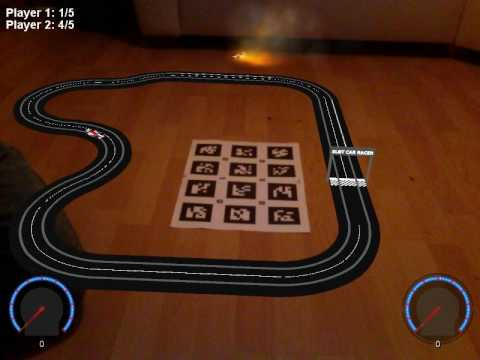 Player 1: 1/5
Player 2: 4/5
SLOT CAR RACER
0
0